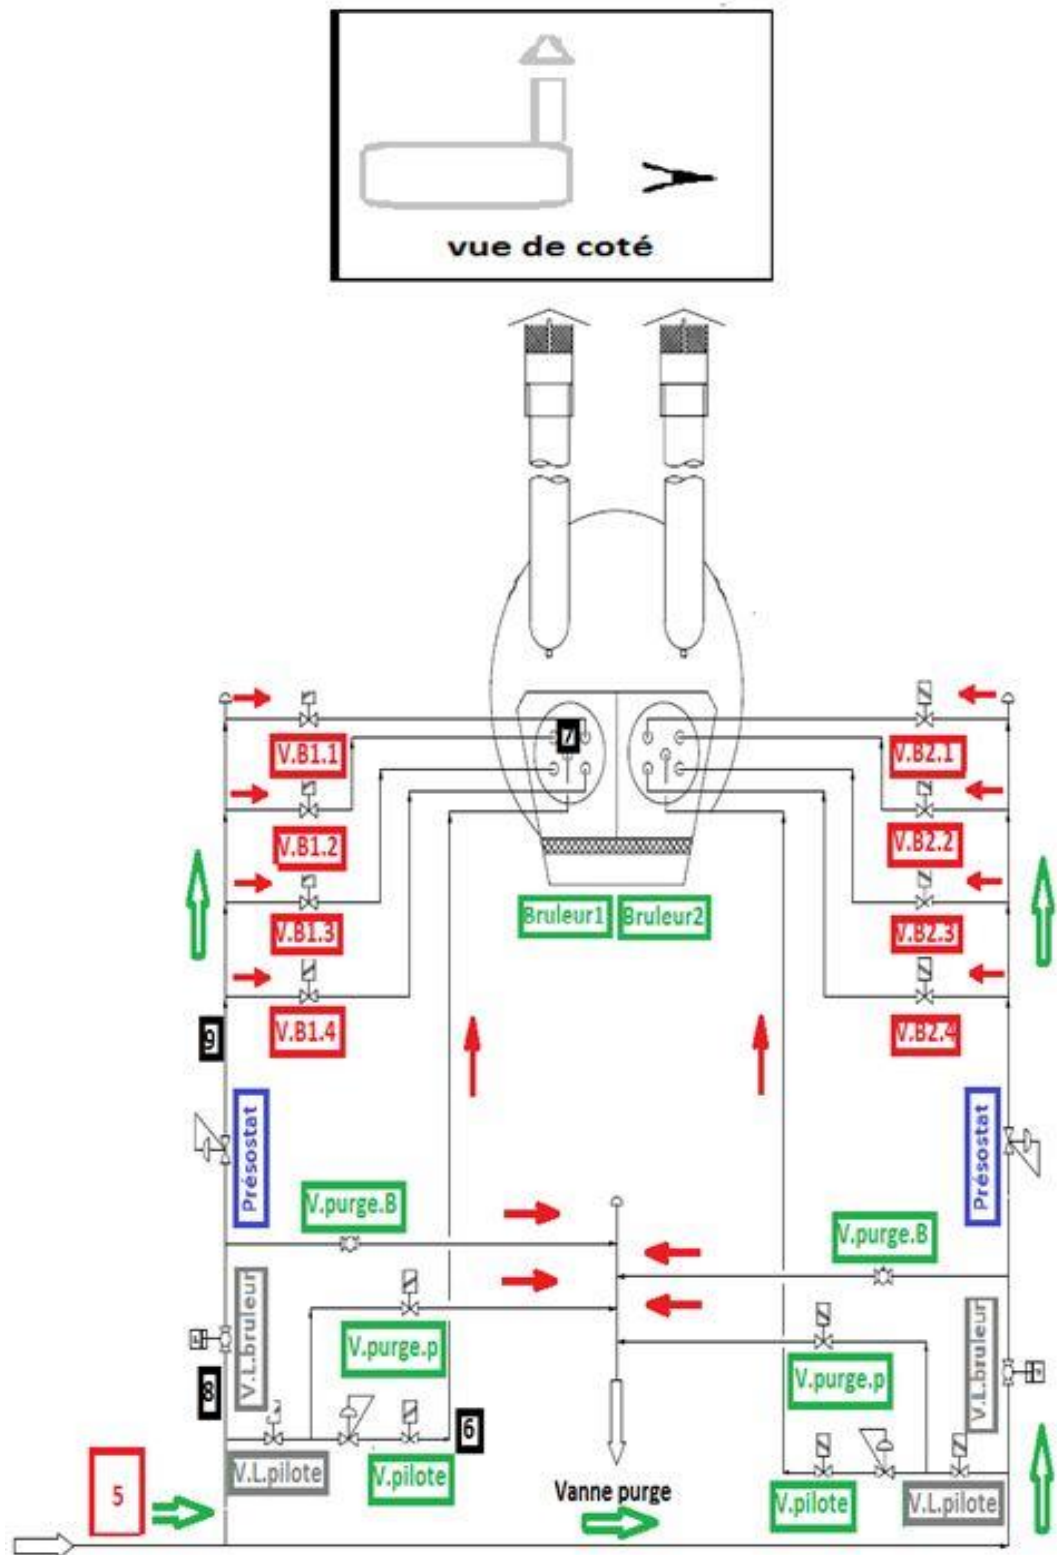 vue de coté
7
V.B1.1
V.B2.1
V.B1.2
V.B2.2
Bruleur1
Bruleur2
V.B1.3
V.B2.3
V.B1.4
V.B2.4
9
Présostat
Présostat
V.purge.B
V.purge.B
V.L.bruleur
V.purge.p
V.L.bruleur
V.purge.p
8
6
V.L.pilote
V.pilote
5
Vanne purge
V.pilote
V.L.pilote